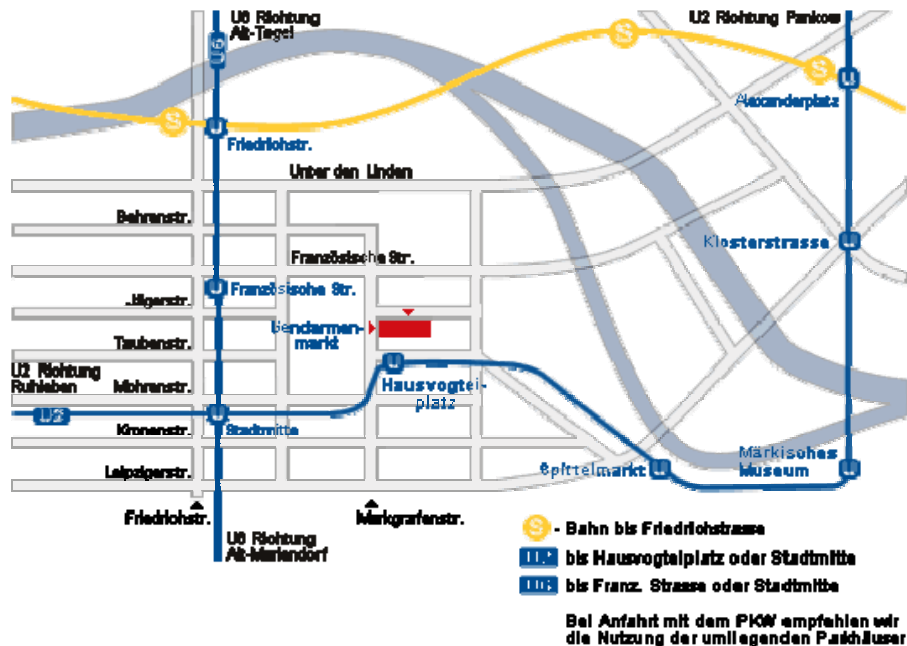 U6 Richtung
Alt-Tegel
U6
U2 Richtung Pankow
S
S
S
U
Alexanderplatz
U
Friedrichstr.
Unter den Linden
Behrenstr.
Klosterstrasse
U
Französische Str.
U
Französische Str.
Jägerstr.
Gendarmen-
markt
Taubenstr.
U2 Richtung
Ruhleben
U
Hausvogtei-
platz
Mohrenstr.
U2
U
Stadtmitte
Kronenstr.
Leipzigerstr.
Spittelmarkt
U
Märkisches
Museum
U
Friedrichstr.
Markgrafenstr.
U6 Richtung
Alt-Mariendorf
S - Bahn bis Friedrichstrasse
U2 bis Hausvogteiplatz oder Stadtmitte
U6 bis Franz. Strasse oder Stadtmitte
Bei Anfahrt mit dem PKW empfehlen wir
die Nutzung der umliegenden Parkhäuser